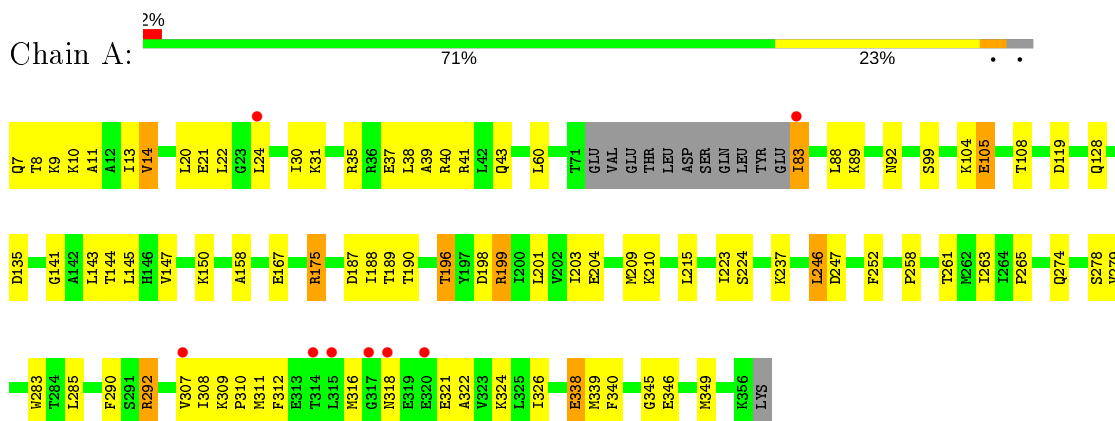 2%
Chain A:
71% 23% • •
Q7 T8 K9 K10 A11 A12 I13 V14 L20 E21 L22 G23 L24 I30 K31 R35 R36 E37 L38 A39 R40 R41 L42 Q43 L60 T71 GLU VAL GLU THR LEU ASP SER GLN LEU TYR GLU I83 L88 K89 N92 S99 K104 E105 T108 D119 Q128
D135 G141 A142 L143 T144 L145 H146 V147 K150 A158 E167 R175 D187 I188 T189 T190 T196 Y197 D198 R199 I200 L201 V202 I203 E204 M209 K210 L215 I223 S224 K237 L246 D247 F252 P258 T261 M262 I263 I264 P265 Q274 S278
W283 T284 L285 F290 S291 R292 V307 I308 K309 P310 M311 F312 E313 T314 L315 M316 G317 N318 E319 E320 E321 A322 V323 K324 L325 I326 E338 M339 F340 G345 E346 M349 K356 LYS